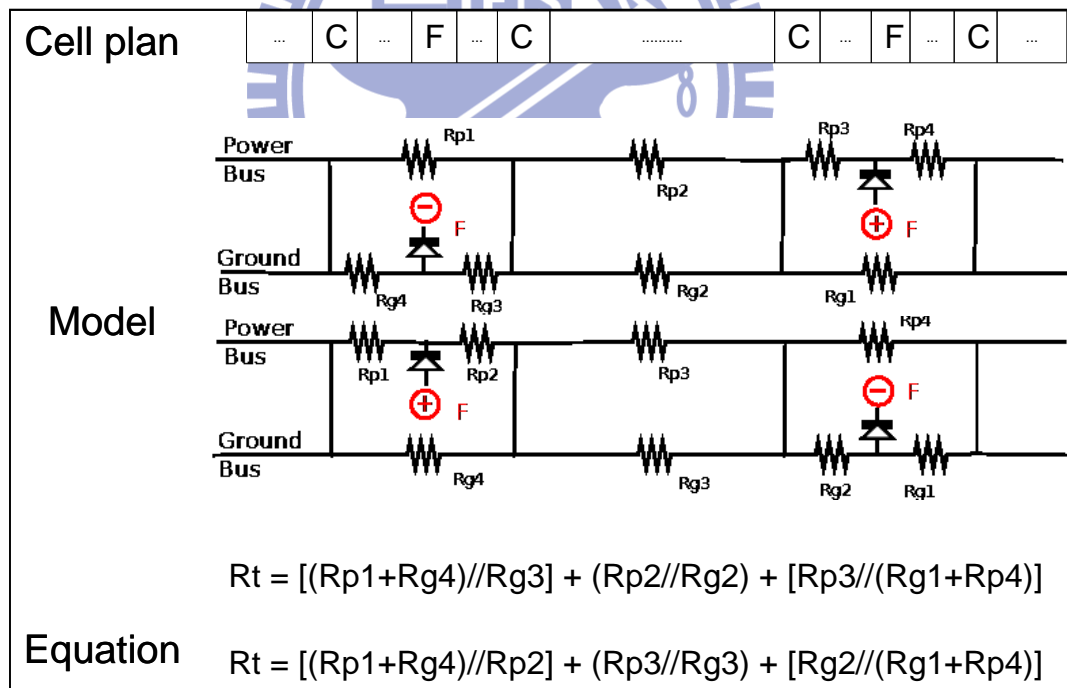 Cell plan ... C ... F ... C .......... C ... F ... C ...
Rp1 Rp3 Rp4
Power
Bus
Rp2
− F + F
Ground
Bus
Rg4 Rg3 Rg2 Rg1
Model
Power
Bus
Rp4
Rp1 Rp2 Rp3
+ F − F
Ground
Bus
Rg4 Rg3 Rg2 Rg1
Rt = [(Rp1+Rg4)//Rg3] + (Rp2//Rg2) + [Rp3//(Rg1+Rp4)]
Equation
Rt = [(Rp1+Rg4)//Rp2] + (Rp3//Rg3) + [Rg2//(Rg1+Rp4)]